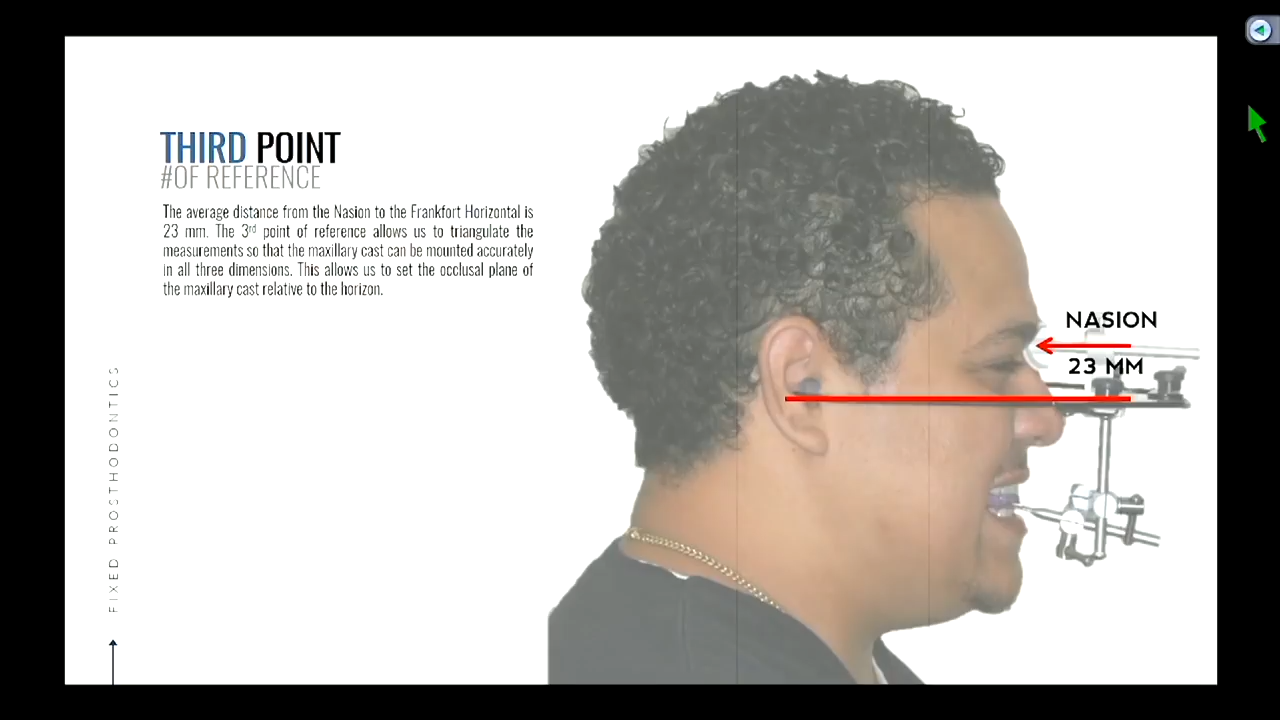 THIRD POINT
#OF REFERENCE
The average distance from the Nasion to the Frankfort Horizontal is
23 mm. The 3rd point of reference allows us to triangulate the
measurements so that the maxillary cast can be mounted accurately
in all three dimensions. This allows us to set the occlusal plane of
the maxillary cast relative to the horizon.
NASION
23 MM
FIXED PROSTHODONTICS